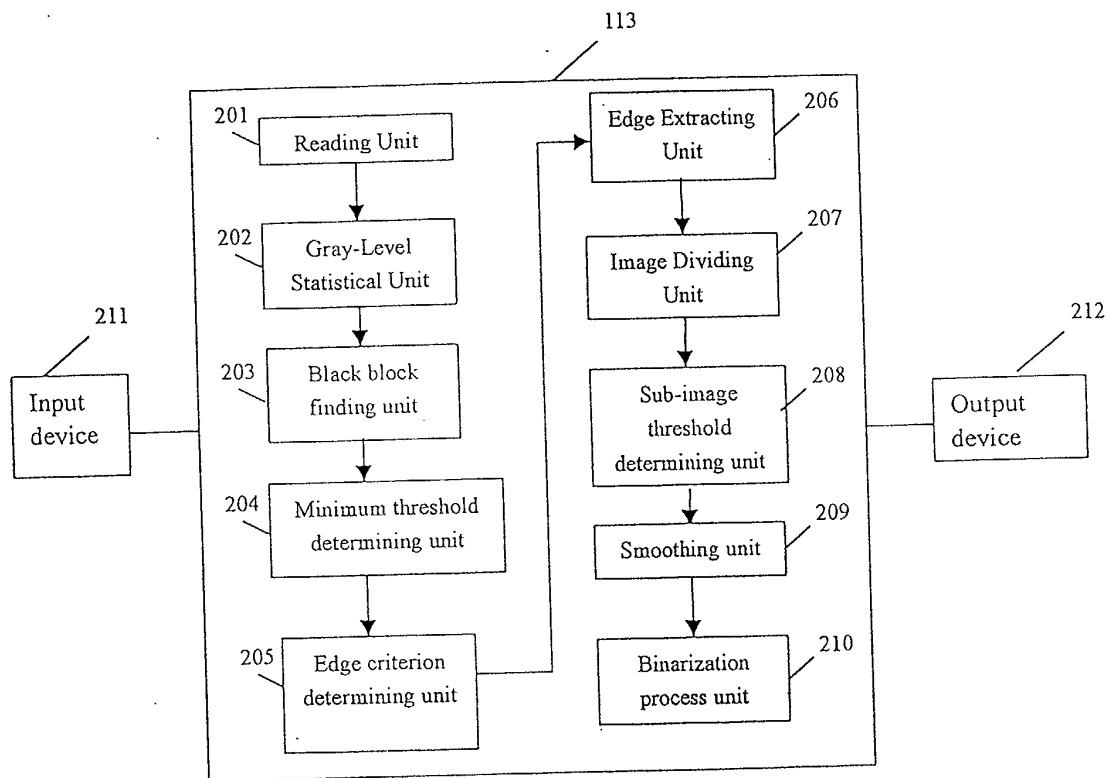 113
201
Reading Unit
202
Gray-Level
Statistical Unit
203
Black block
finding unit
204
Minimum threshold
determining unit
205
Edge criterion
determining unit
206
Edge Extracting
Unit
207
Image Dividing
Unit
208
Sub-image
threshold
determining unit
209
Smoothing unit
210
Binarization
process unit
211
Input
device
212
Output
device